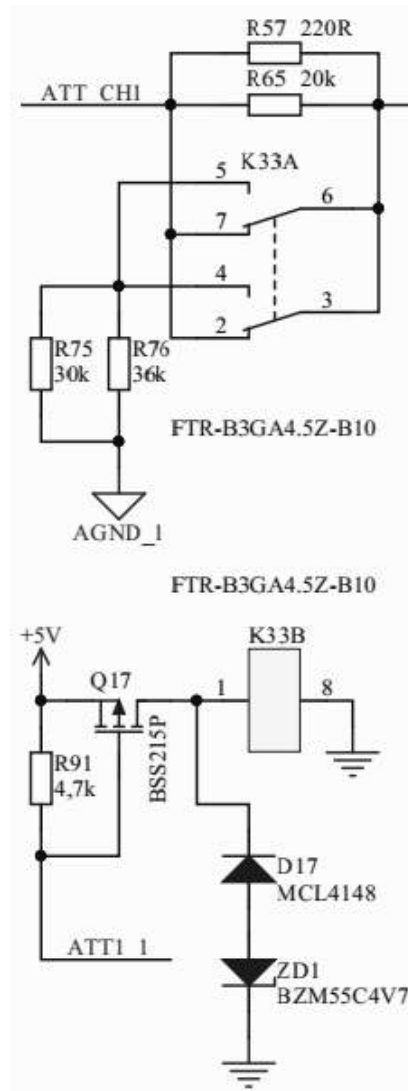 R57 220R
R65 20k
ATT CH1
K33A
5
6
7
4
3
2
R75
30k
R76
36k
FTR-B3GA4.5Z-B10
AGND_1
FTR-B3GA4.5Z-B10
+5V
K33B
Q17
1
8
BSS215P
R91
4,7k
D17
MCL4148
ATT1 1
ZD1
BZM55C4V7